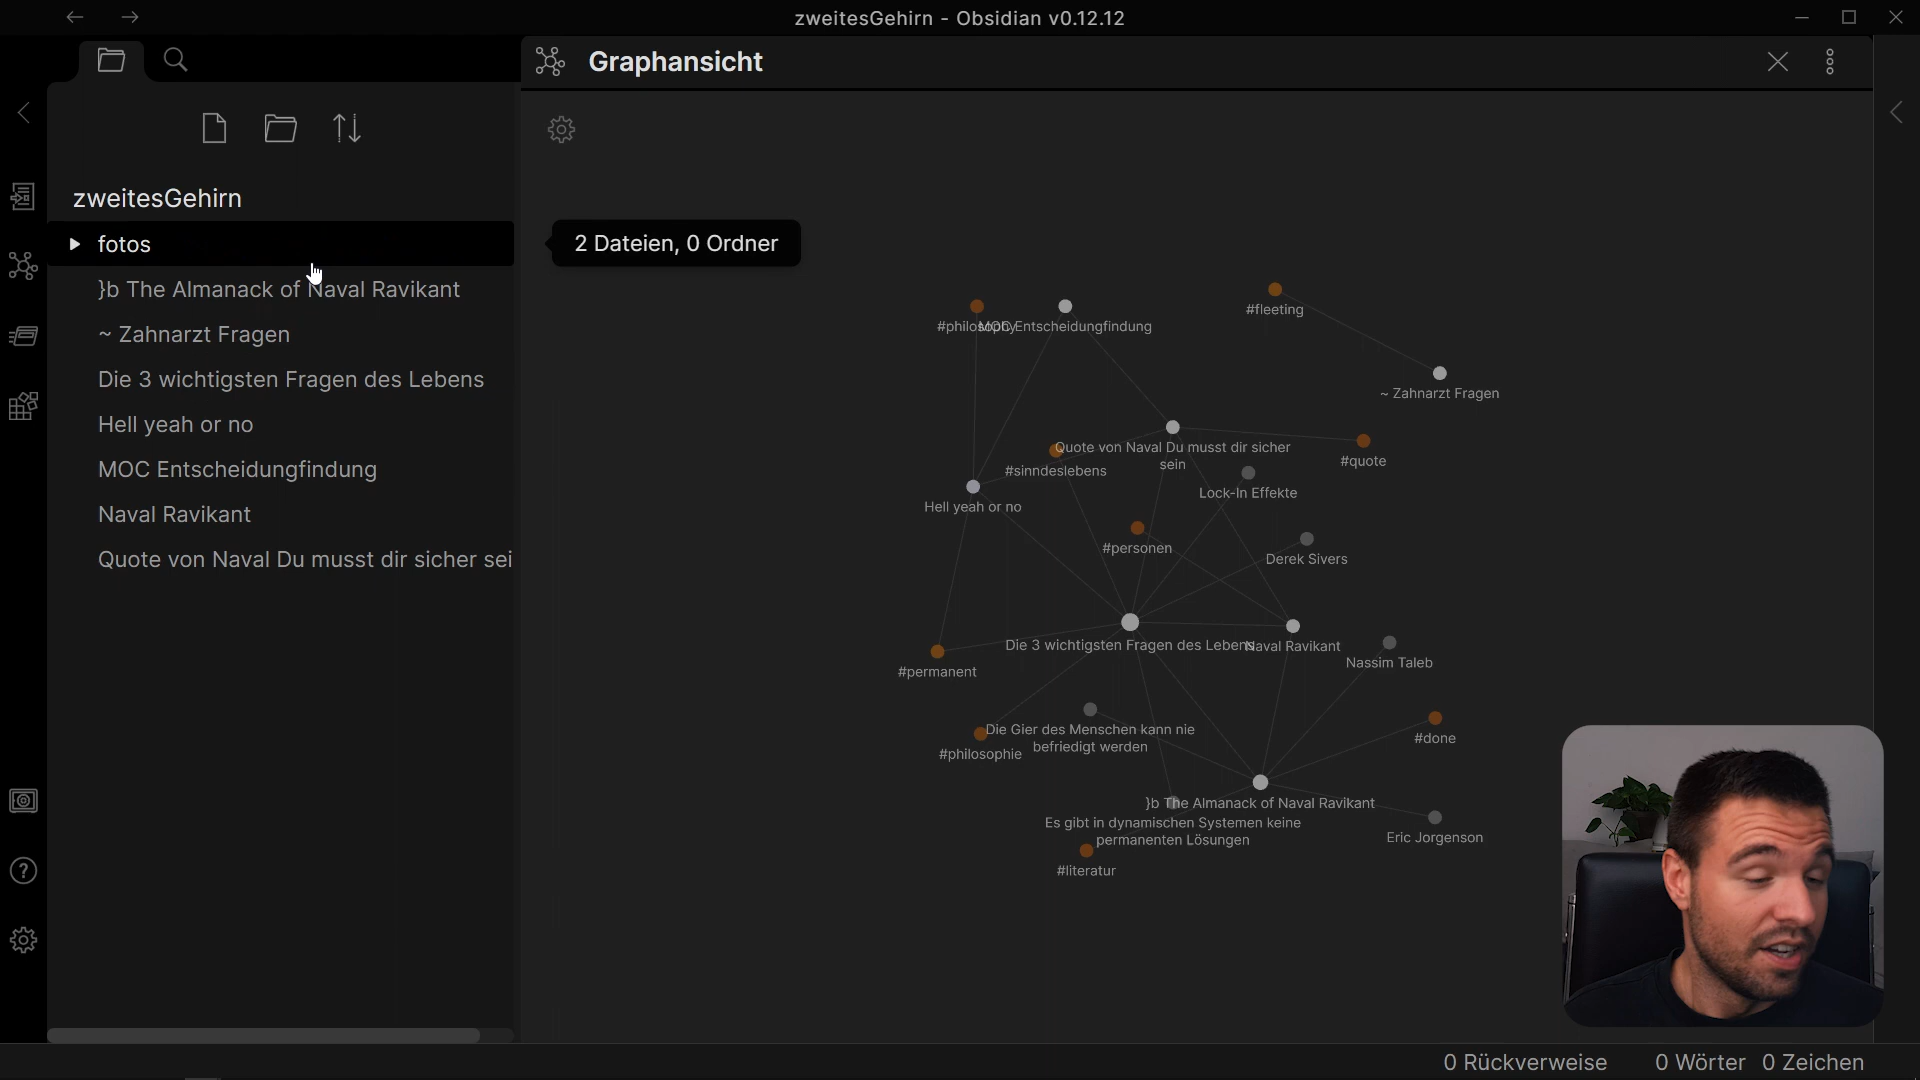 zweitesGehirn - Obsidian v0.12.12
Graphansicht
zweitesGehirn
fotos
2 Dateien, 0 Ordner
}b The Almanack of Naval Ravikant
~ Zahnarzt Fragen
Die 3 wichtigsten Fragen des Lebens
Hell yeah or no
MOC Entscheidungfindung
Naval Ravikant
Quote von Naval Du musst dir sicher sei
#fleeting
#philosophy
MOC Entscheidungfindung
~ Zahnarzt Fragen
Quote von Naval Du musst dir sicher
sein
#quote
#sinndeslebens
Lock-In Effekte
Hell yeah or no
#personen
Derek Sivers
Die 3 wichtigsten Fragen des Lebens
Naval Ravikant
Nassim Taleb
#permanent
Die Gier des Menschen kann nie
befriedigt werden
#philosophie
#done
}b The Almanack of Naval Ravikant
Es gibt in dynamischen Systemen keine
permanenten Lösungen
Eric Jorgenson
#literatur
0 Rückverweise 0 Wörter 0 Zeichen